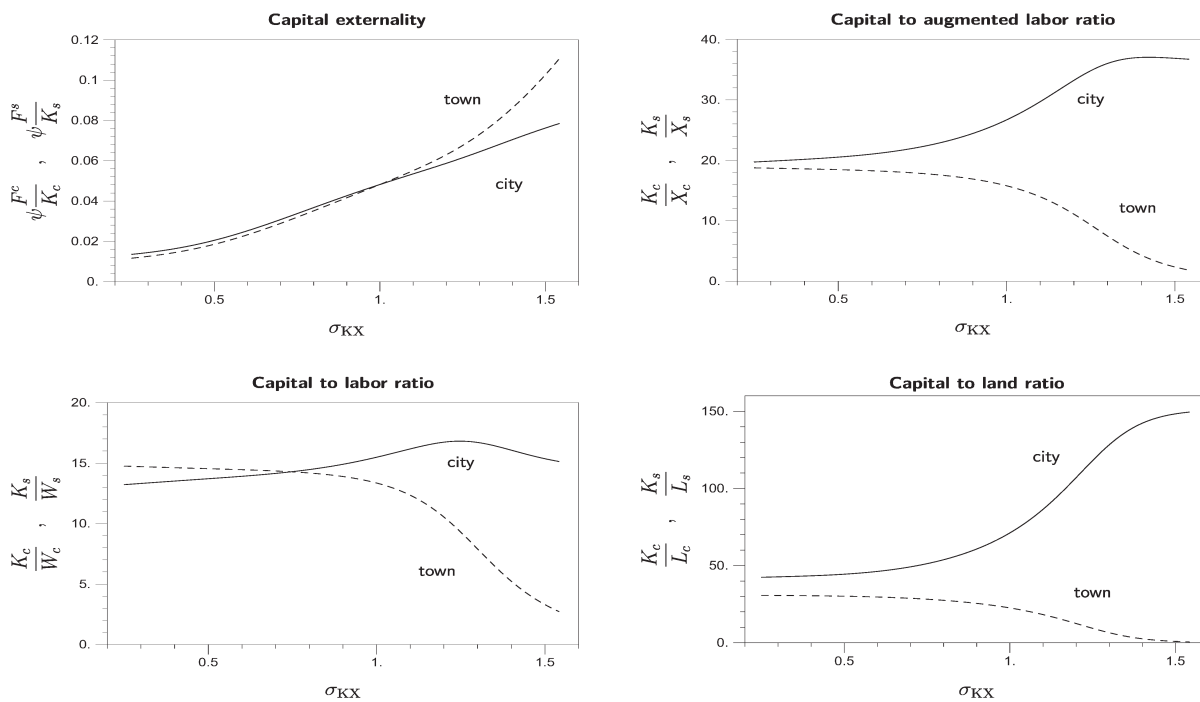 Capital externality
0.12
0.1
0.08
0.06
0.04
0.02
0.
0.5
1.
1.5
town
city
ψ F^c/K_c , ψ F^s/K_s
σ_KX
Capital to augmented labor ratio
40.
30.
20.
10.
0.
0.5
1.
1.5
city
town
K_c/X_c , K_s/X_s
σ_KX
Capital to labor ratio
20.
15.
10.
5.
0.
0.5
1.
1.5
city
town
K_c/W_c , K_s/W_s
σ_KX
Capital to land ratio
150.
100.
50.
0.
0.5
1.
1.5
city
town
K_c/L_c , K_s/L_s
σ_KX